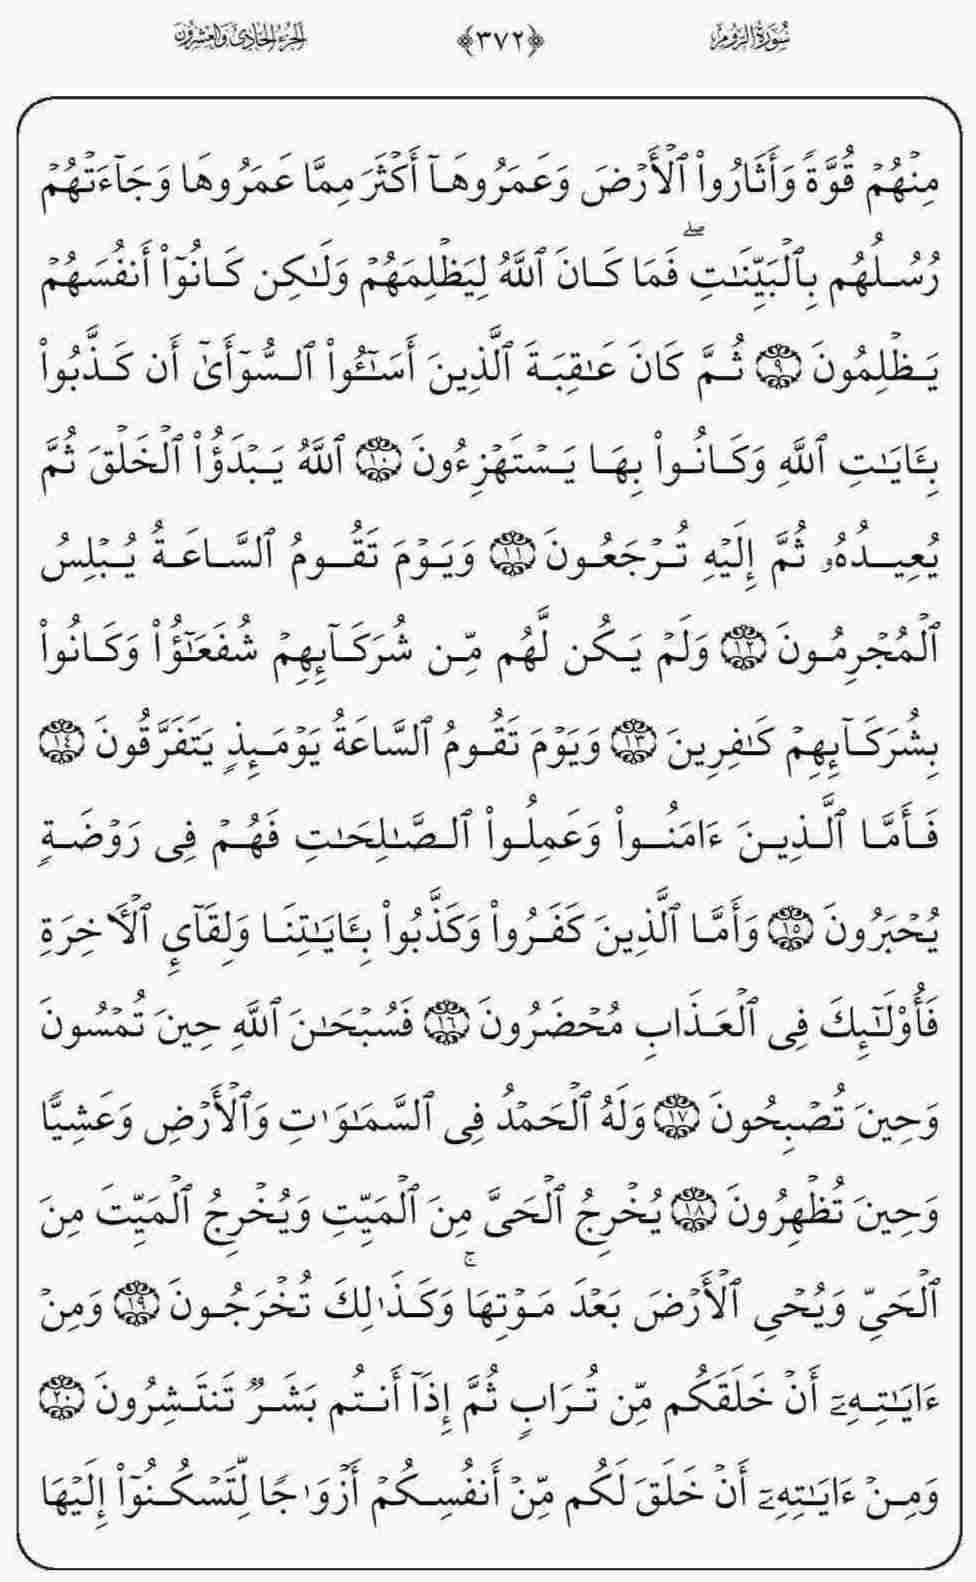 سُورَةُ الرُّومِ ﴿٣٧٢﴾ الجُزْءُ الحَادِي وَالعِشْرُونَ
مِنْهُمْ قُوَّةً وَأَثَارُوا۟ ٱلْأَرْضَ وَعَمَرُوهَآ أَكْثَرَ مِمَّا عَمَرُوهَا وَجَآءَتْهُمْ
رُسُلُهُم بِٱلْبَيِّنَـٰتِ ۖ فَمَا كَانَ ٱللَّهُ لِيَظْلِمَهُمْ وَلَـٰكِن كَانُوٓا۟ أَنفُسَهُمْ
يَظْلِمُونَ ٩ ثُمَّ كَانَ عَـٰقِبَةَ ٱلَّذِينَ أَسَـٰٓـُٔوا۟ ٱلسُّوٓأَىٰٓ أَن كَذَّبُوا۟
بِـَٔايَـٰتِ ٱللَّهِ وَكَانُوا۟ بِهَا يَسْتَهْزِءُونَ ١٠ ٱللَّهُ يَبْدَؤُا۟ ٱلْخَلْقَ ثُمَّ
يُعِيدُهُۥ ثُمَّ إِلَيْهِ تُرْجَعُونَ ١١ وَيَوْمَ تَقُومُ ٱلسَّاعَةُ يُبْلِسُ
ٱلْمُجْرِمُونَ ١٢ وَلَمْ يَكُن لَّهُم مِّن شُرَكَآئِهِمْ شُفَعَـٰٓؤُا۟ وَكَانُوا۟
بِشُرَكَآئِهِمْ كَـٰفِرِينَ ١٣ وَيَوْمَ تَقُومُ ٱلسَّاعَةُ يَوْمَئِذٍ يَتَفَرَّقُونَ ١٤
فَأَمَّا ٱلَّذِينَ ءَامَنُوا۟ وَعَمِلُوا۟ ٱلصَّـٰلِحَـٰتِ فَهُمْ فِى رَوْضَةٍ
يُحْبَرُونَ ١٥ وَأَمَّا ٱلَّذِينَ كَفَرُوا۟ وَكَذَّبُوا۟ بِـَٔايَـٰتِنَا وَلِقَآئِ ٱلْـَٔاخِرَةِ
فَأُو۟لَـٰٓئِكَ فِى ٱلْعَذَابِ مُحْضَرُونَ ١٦ فَسُبْحَـٰنَ ٱللَّهِ حِينَ تُمْسُونَ
وَحِينَ تُصْبِحُونَ ١٧ وَلَهُ ٱلْحَمْدُ فِى ٱلسَّمَـٰوَٰتِ وَٱلْأَرْضِ وَعَشِيًّا
وَحِينَ تُظْهِرُونَ ١٨ يُخْرِجُ ٱلْحَىَّ مِنَ ٱلْمَيِّتِ وَيُخْرِجُ ٱلْمَيِّتَ مِنَ
ٱلْحَىِّ وَيُحْىِ ٱلْأَرْضَ بَعْدَ مَوْتِهَا ۚ وَكَذَٰلِكَ تُخْرَجُونَ ١٩ وَمِنْ
ءَايَـٰتِهِۦٓ أَنْ خَلَقَكُم مِّن تُرَابٍ ثُمَّ إِذَآ أَنتُم بَشَرٌ تَنتَشِرُونَ ٢٠
وَمِنْ ءَايَـٰتِهِۦٓ أَنْ خَلَقَ لَكُم مِّنْ أَنفُسِكُمْ أَزْوَٰجًا لِّتَسْكُنُوٓا۟ إِلَيْهَا